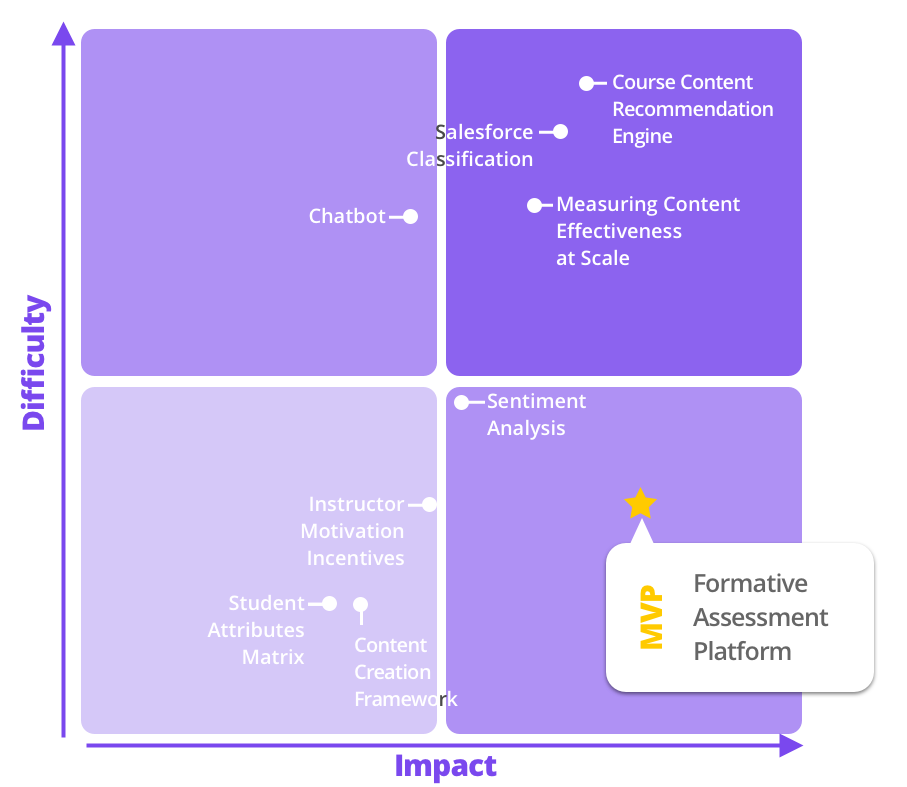 Course Content
Recommendation
Engine
Salesforce
Classification
Chatbot
Measuring Content
Effectiveness
at Scale
Difficulty
Sentiment
Analysis
Instructor
Motivation
Incentives
Student
Attributes
Matrix
Content
Creation
Framework
MVP
Formative
Assessment
Platform
Impact